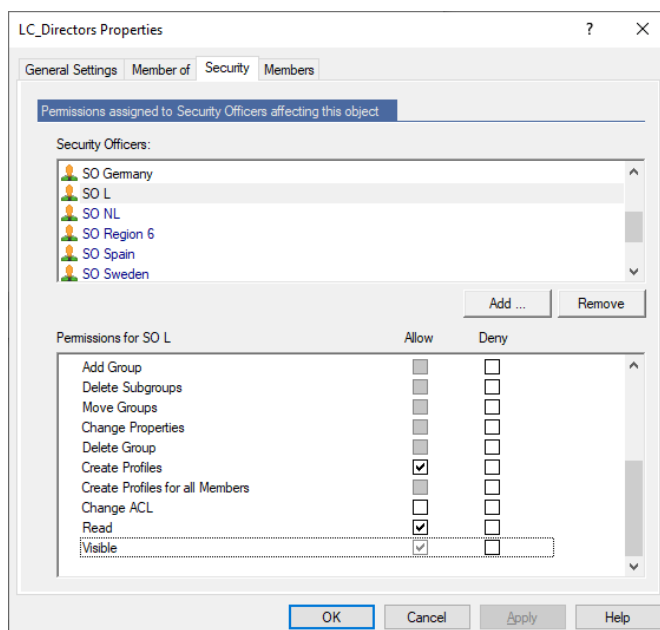 LC_Directors Properties
General Settings Member of Security Members
Permissions assigned to Security Officers affecting this object
Security Officers:
SO Germany
SO L
SO NL
SO Region 6
SO Spain
SO Sweden
Add ... Remove
Permissions for SO L Allow Deny
Add Group
Delete Subgroups
Move Groups
Change Properties
Delete Group
Create Profiles
Create Profiles for all Members
Change ACL
Read
Visible
OK Cancel Apply Help